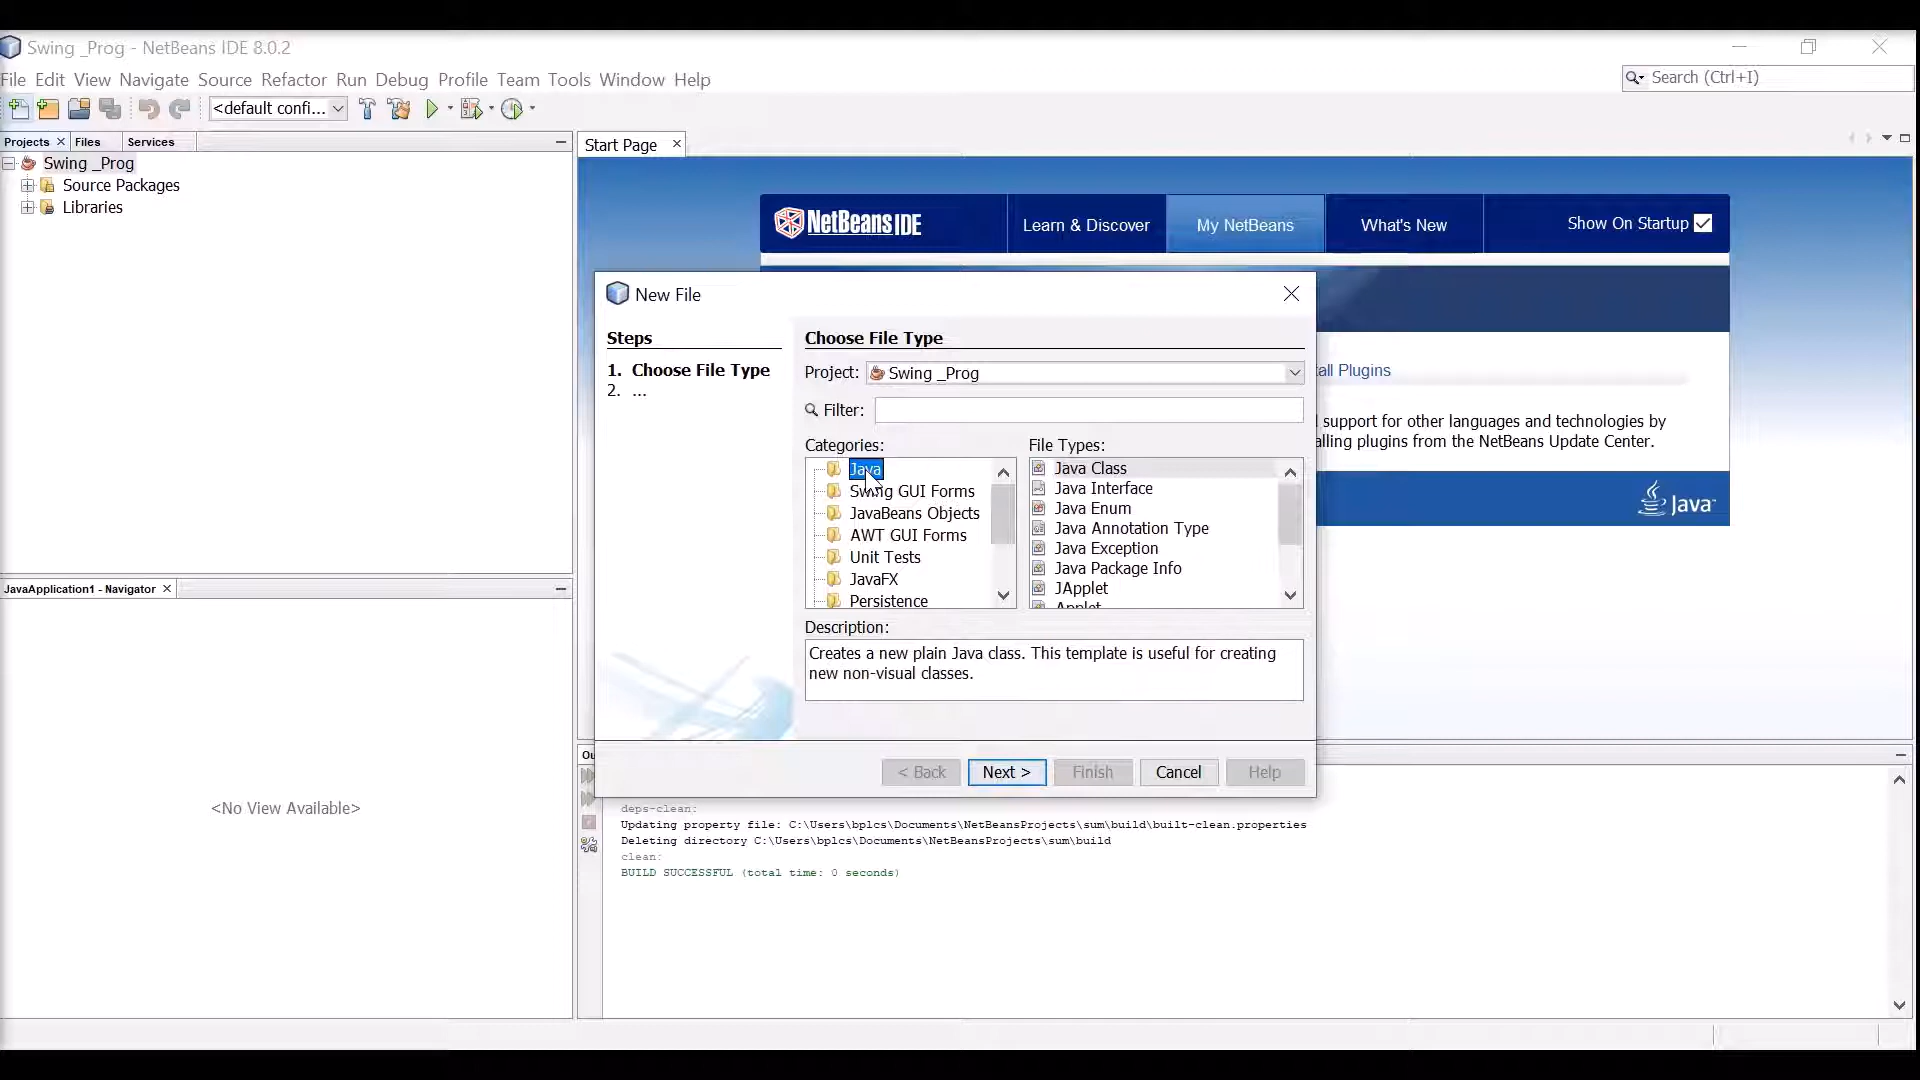 Swing _Prog - NetBeans IDE 8.0.2
File Edit View Navigate Source Refactor Run Debug Profile Team Tools Window Help
Search (Ctrl+I)
<default confi...
Projects Files Services
Swing _Prog
Source Packages
Libraries
Start Page
NetBeans IDE
Learn & Discover
My NetBeans
What's New
Show On Startup
New File
Steps
1. Choose File Type
2. ...
Choose File Type
Project: Swing _Prog
Filter:
Categories:
Java
Swing GUI Forms
JavaBeans Objects
AWT GUI Forms
Unit Tests
JavaFX
Persistence
File Types:
Java Class
Java Interface
Java Enum
Java Annotation Type
Java Exception
Java Package Info
JApplet
Applet
Description:
Creates a new plain Java class. This template is useful for creating
new non-visual classes.
< Back Next > Finish Cancel Help
Plugins
support for other languages and technologies by
plugins from the NetBeans Update Center.
Java
JavaApplication1 - Navigator
<No View Available>
deps-clean:
Updating property file: C:\Users\bplcs\Documents\NetBeansProjects\sum\build\built-clean.properties
Deleting directory C:\Users\bplcs\Documents\NetBeansProjects\sum\build
clean:
BUILD SUCCESSFUL (total time: 0 seconds)